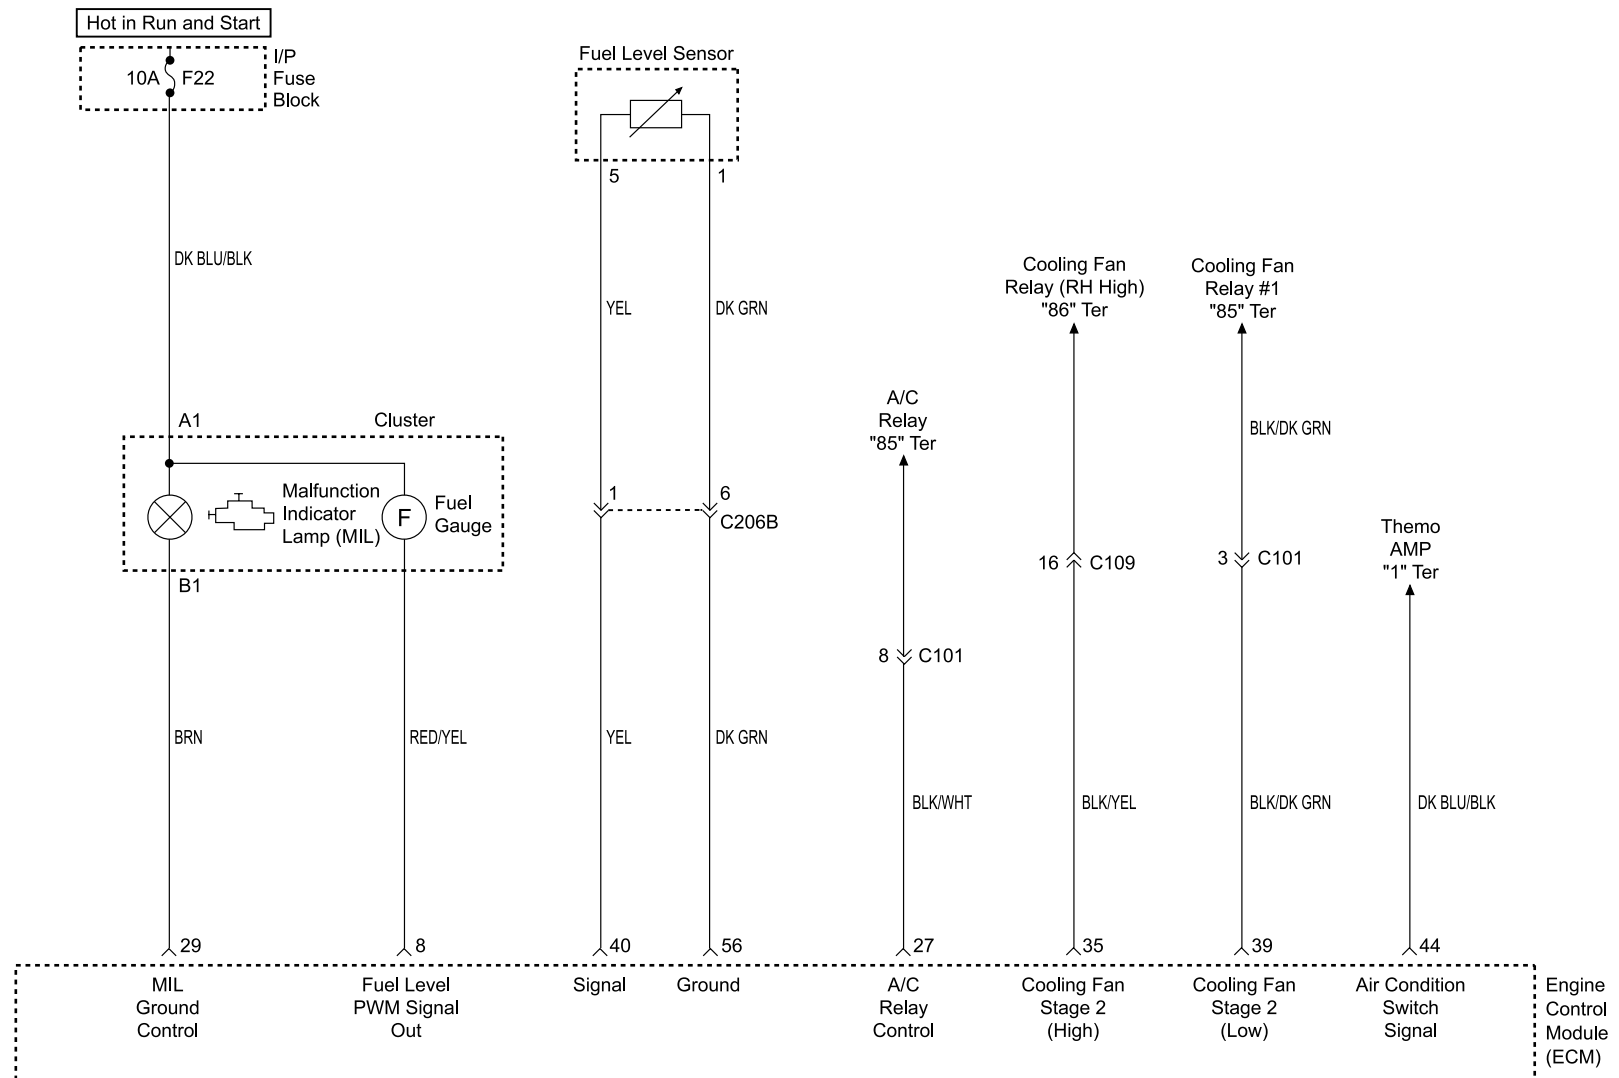 Hot in Run and Start
10A F22
I/P
Fuse
Block
Fuel Level Sensor
5
1
DK BLU/BLK
YEL
DK GRN
Cooling Fan
Relay (RH High)
"86" Ter
Cooling Fan
Relay #1
"85" Ter
A/C
Relay
"85" Ter
BLK/DK GRN
A1
Cluster
Malfunction
Indicator
Lamp (MIL)
F
Fuel
Gauge
B1
1
6
C206B
16 C109
3 C101
Themo
AMP
"1" Ter
8 C101
BRN
RED/YEL
YEL
DK GRN
BLK/WHT
BLK/YEL
BLK/DK GRN
DK BLU/BLK
29
8
40
56
27
35
39
44
MIL
Ground
Control
Fuel Level
PWM Signal
Out
Signal
Ground
A/C
Relay
Control
Cooling Fan
Stage 2
(High)
Cooling Fan
Stage 2
(Low)
Air Condition
Switch
Signal
Engine
Control
Module
(ECM)